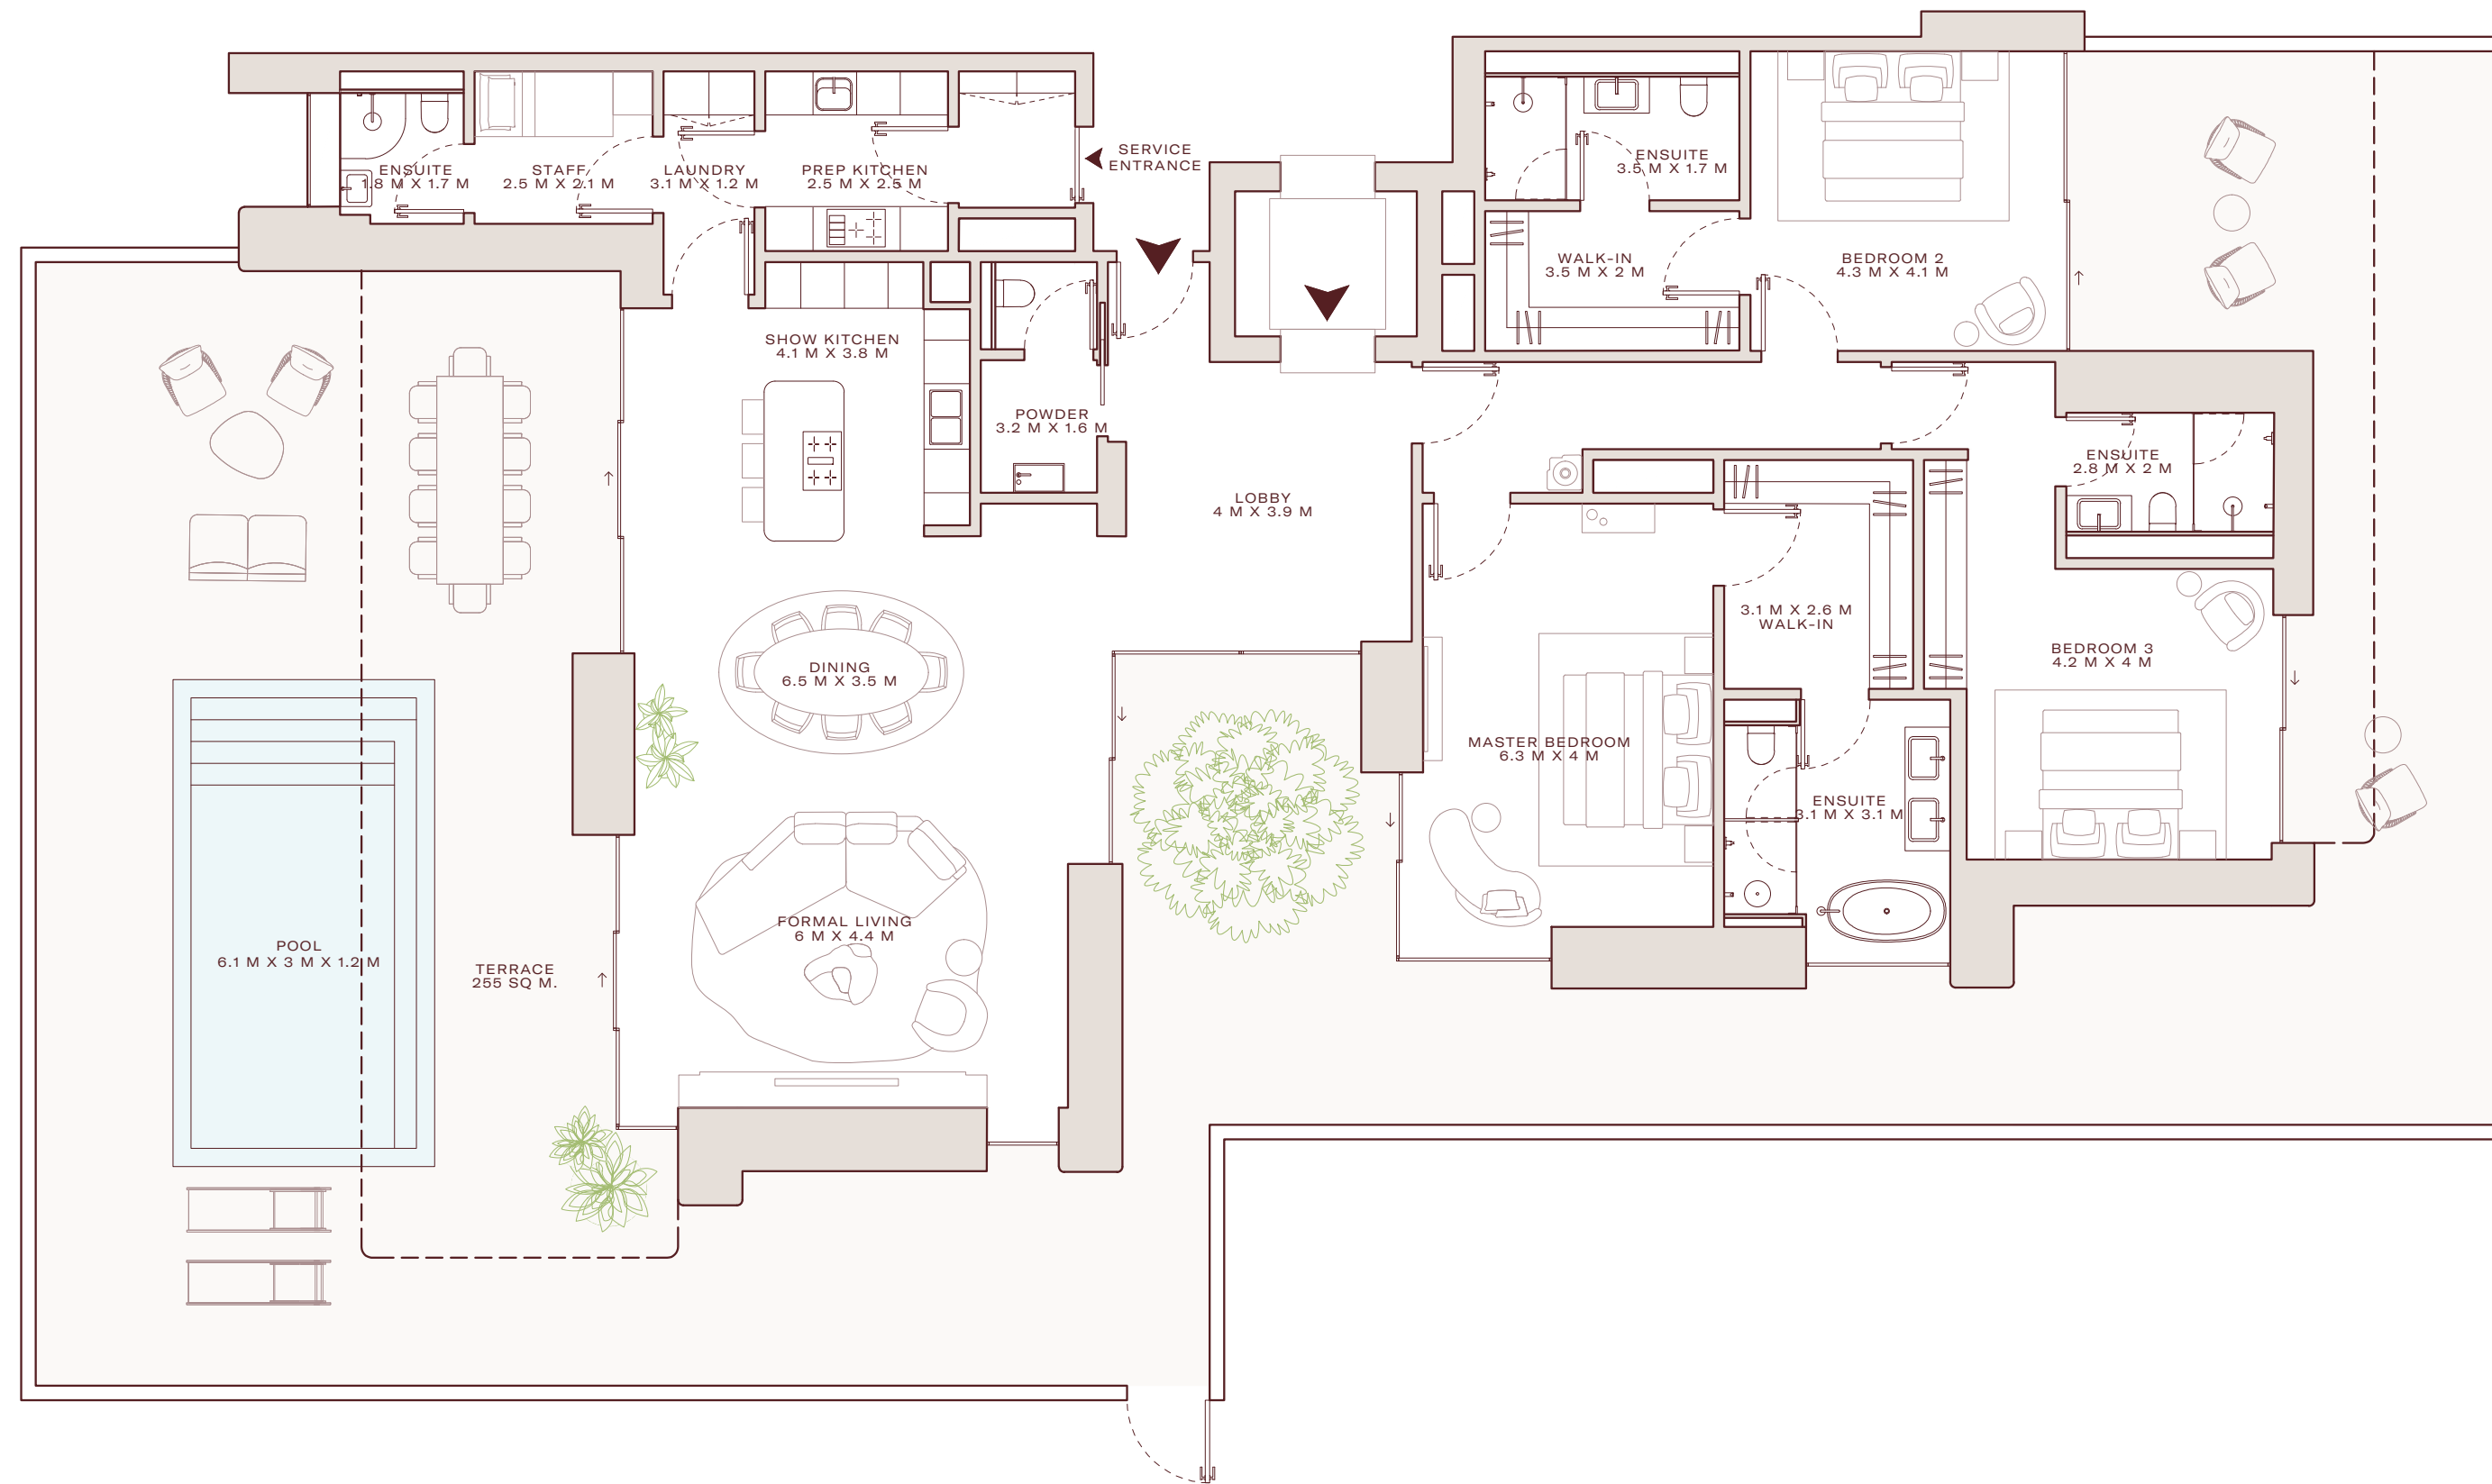 ENSUITE
1.8 M X 1.7 M
STAFF
2.5 M X 2.1 M
LAUNDRY
3.1 M X 1.2 M
PREP KITCHEN
2.5 M X 2.5 M
SERVICE
ENTRANCE
ENSUITE
3.5 M X 1.7 M
WALK-IN
3.5 M X 2 M
BEDROOM 2
4.3 M X 4.1 M
SHOW KITCHEN
4.1 M X 3.8 M
POWDER
3.2 M X 1.6 M
LOBBY
4 M X 3.9 M
ENSUITE
2.8 M X 2 M
3.1 M X 2.6 M
WALK-IN
BEDROOM 3
4.2 M X 4 M
DINING
6.5 M X 3.5 M
MASTER BEDROOM
6.3 M X 4 M
ENSUITE
3.1 M X 3.1 M
FORMAL LIVING
6 M X 4.4 M
POOL
6.1 M X 3 M X 1.2 M
TERRACE
255 SQ M.